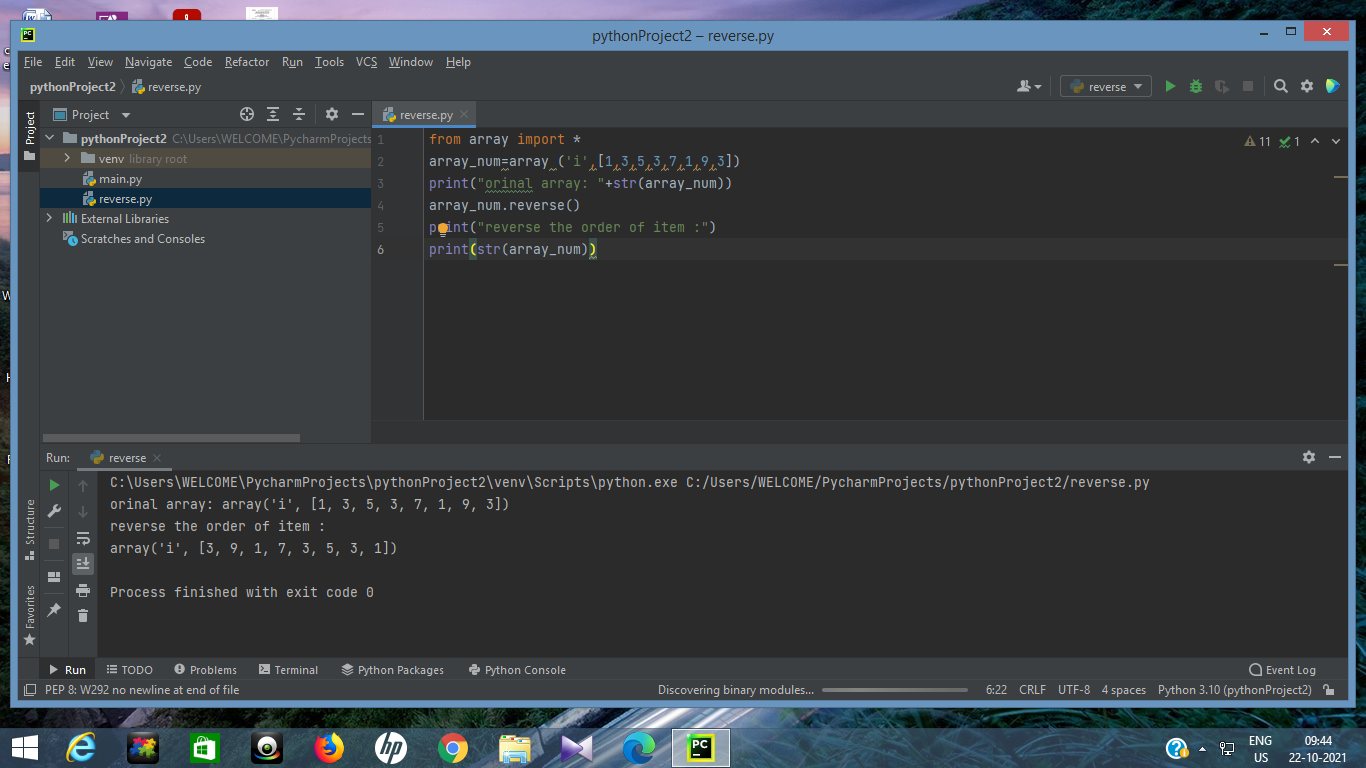 pythonProject2 – reverse.py
File Edit View Navigate Code Refactor Run Tools VCS Window Help
pythonProject2 reverse.py
reverse
Project
reverse.py
Project
pythonProject2 C:\Users\WELCOME\PycharmProjects
venv library root
main.py
reverse.py
External Libraries
Scratches and Consoles
1 from array import *
2 array_num=array ('i',[1,3,5,3,7,1,9,3])
3 print("orinal array: "+str(array_num))
4 array_num.reverse()
5 print("reverse the order of item :")
6 print(str(array_num))
11 1
Run: reverse
C:\Users\WELCOME\PycharmProjects\pythonProject2\venv\Scripts\python.exe C:/Users/WELCOME/PycharmProjects/pythonProject2/reverse.py
orinal array: array('i', [1, 3, 5, 3, 7, 1, 9, 3])
reverse the order of item :
array('i', [3, 9, 1, 7, 3, 5, 3, 1])
Process finished with exit code 0
Structure
Favorites
Run TODO Problems Terminal Python Packages Python Console Event Log
PEP 8: W292 no newline at end of file Discovering binary modules... 6:22 CRLF UTF-8 4 spaces Python 3.10 (pythonProject2)
ENG 09:44
US 22-10-2021